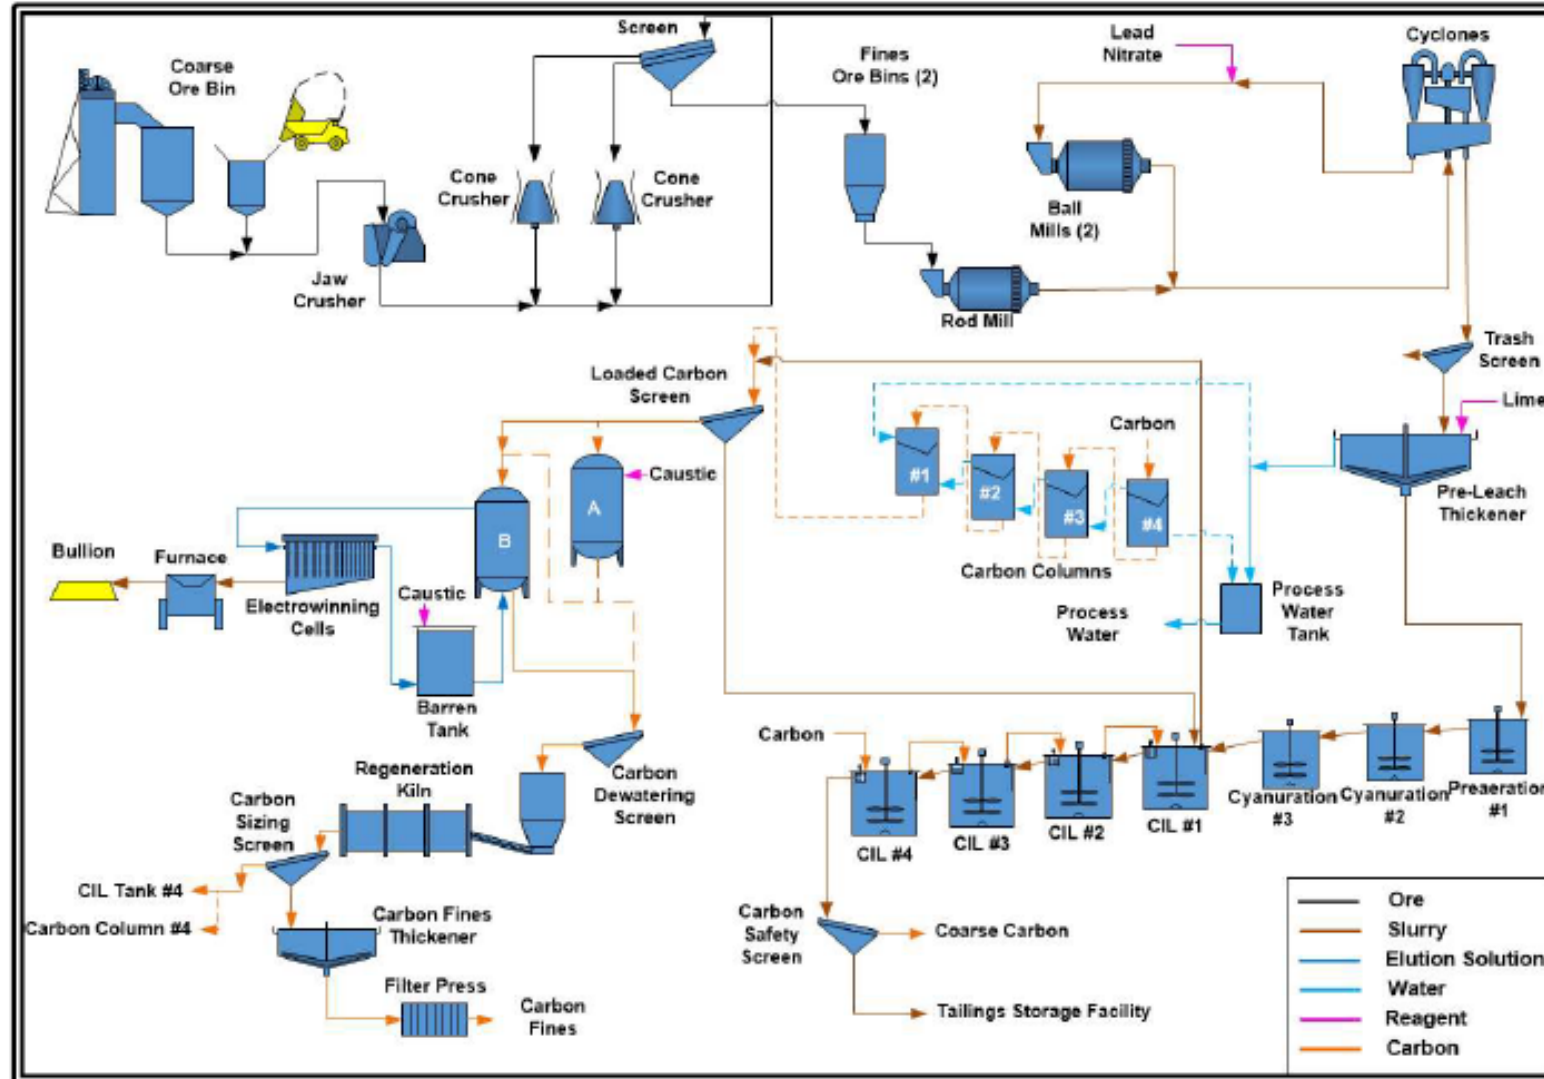 Screen
Coarse
Ore Bin
Fines
Ore Bins (2)
Lead
Nitrate
Cyclones
Cone
Crusher
Cone
Crusher
Ball
Mills (2)
Jaw
Crusher
Rod Mill
Trash
Screen
Loaded Carbon
Screen
Lime
Carbon
Caustic
#1
#2
#3
#4
A
B
Pre-Leach
Thickener
Carbon Columns
Bullion
Furnace
Electrowinning
Cells
Caustic
Process
Water
Process
Water
Tank
Barren
Tank
Carbon
Regeneration
Kiln
Carbon
Dewatering
Screen
Carbon
Sizing
Screen
CIL #4
CIL #3
CIL #2
CIL #1
Cyanuration
#3
Cyanuration
#2
Preaeration
#1
CIL Tank #4
Carbon Column #4
Carbon Fines
Thickener
Filter Press
Carbon
Fines
Carbon
Safety
Screen
Coarse Carbon
Tailings Storage Facility
Ore
Slurry
Elution Solution
Water
Reagent
Carbon